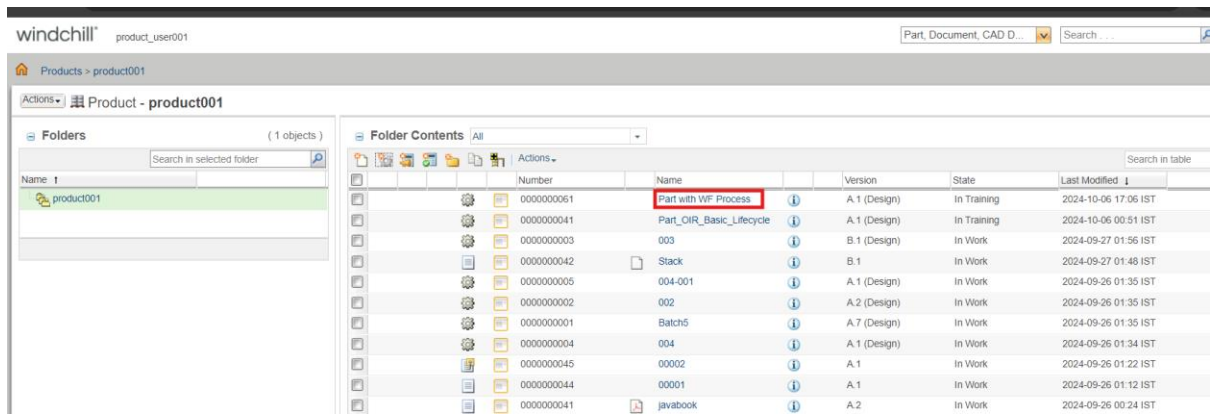 windchill® product_user001 Part, Document, CAD D... Search . . .
Products > product001
Actions Product - product001
Folders ( 1 objects ) Folder Contents All
Search in selected folder Actions Search in table
Name Number Name Version State Last Modified
product001 0000000061 Part with WF Process A.1 (Design) In Training 2024-10-06 17:06 IST
0000000041 Part_OIR_Basic_Lifecycle A.1 (Design) In Training 2024-10-06 00:51 IST
0000000003 003 B.1 (Design) In Work 2024-09-27 01:56 IST
0000000042 Stack B.1 In Work 2024-09-27 01:48 IST
0000000005 004-001 A.1 (Design) In Work 2024-09-26 01:35 IST
0000000002 002 A.2 (Design) In Work 2024-09-26 01:35 IST
0000000001 Batch5 A.7 (Design) In Work 2024-09-26 01:35 IST
0000000004 004 A.1 (Design) In Work 2024-09-26 01:34 IST
0000000045 00002 A.1 In Work 2024-09-26 01:22 IST
0000000044 00001 A.1 In Work 2024-09-26 01:12 IST
0000000041 javabook A.2 In Work 2024-09-26 00:24 IST